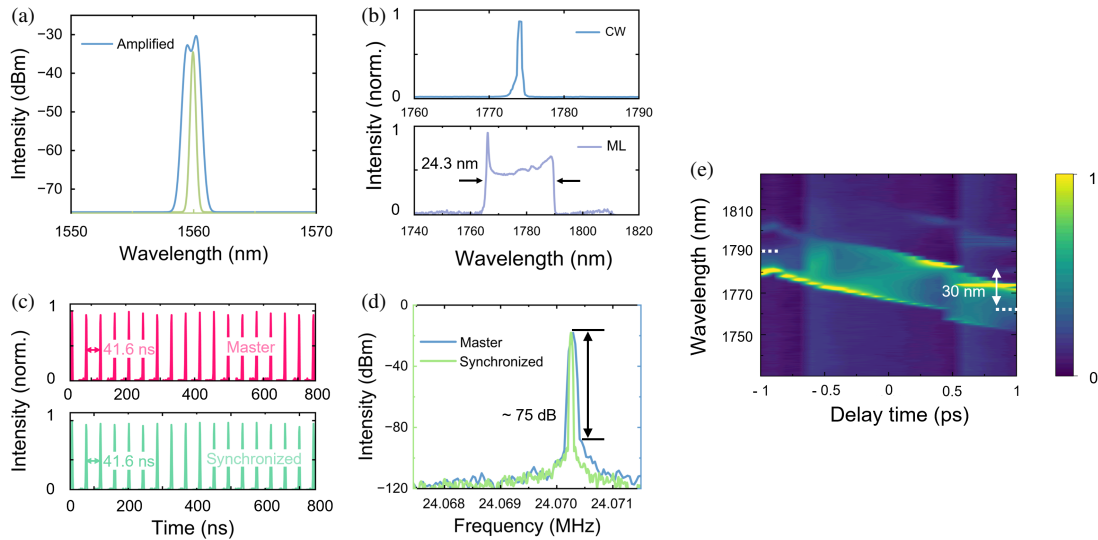 (a)
−30
−40
−50
−60
−70
Intensity (dBm)
Amplified
1550
1560
1570
Wavelength (nm)
(b)
1
0
CW
1760
1770
1780
1790
Intensity (norm.)
1
0
ML
24.3 nm
1740
1760
1780
1800
1820
Wavelength (nm)
(c)
1
0
41.6 ns
Master
0
200
400
600
800
Intensity (norm.)
1
0
41.6 ns
Synchronized
0
200
400
600
800
Time (ns)
(d)
0
−40
−80
−120
Intensity (dBm)
Master
Synchronized
~ 75 dB
24.068
24.069
24.070
24.071
Frequency (MHz)
(e)
1810
1790
1770
1750
Wavelength (nm)
30 nm
- 1
- 0.5
0
0.5
1
Delay time (ps)
1
0